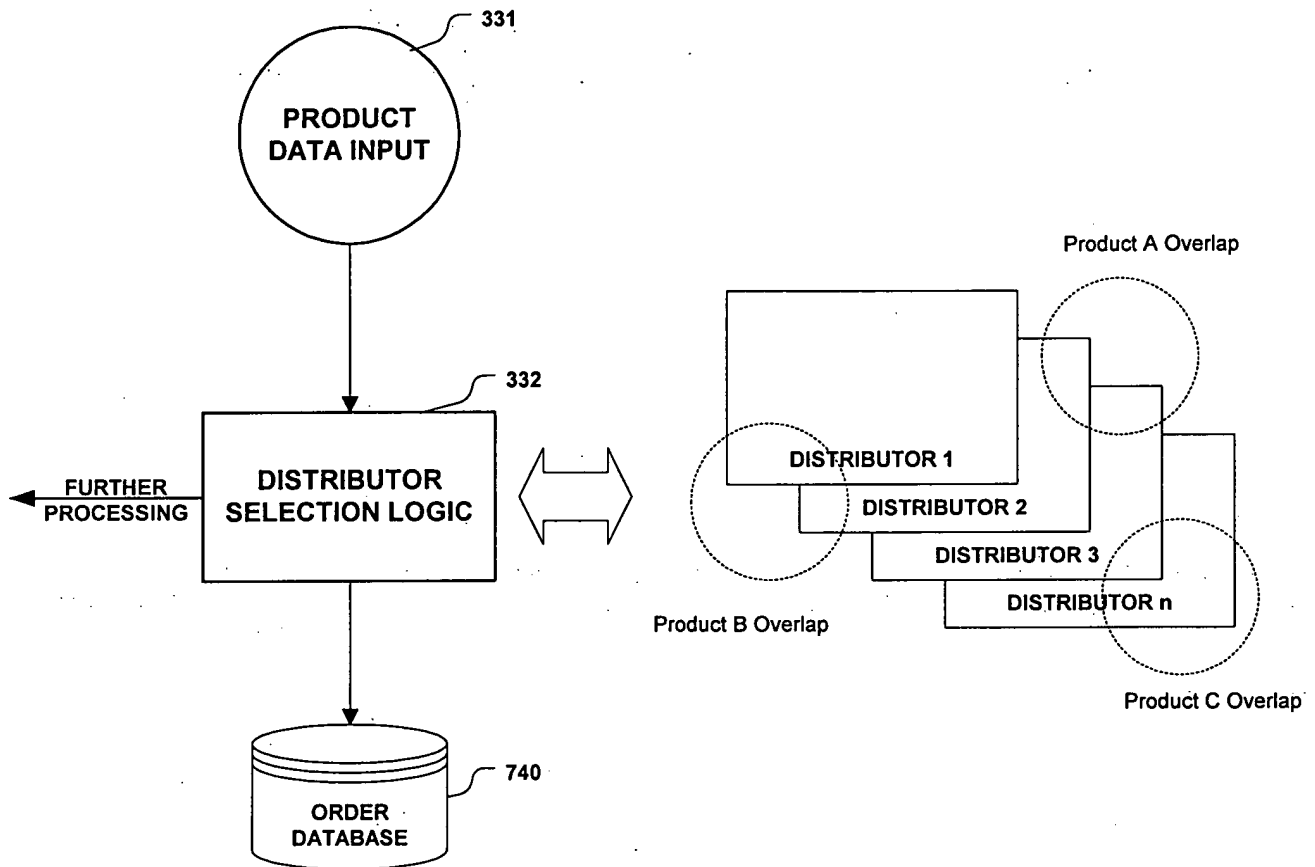 331
PRODUCT
DATA INPUT
Product A Overlap
332
DISTRIBUTOR
SELECTION LOGIC
FURTHER
PROCESSING
DISTRIBUTOR 1
DISTRIBUTOR 2
DISTRIBUTOR 3
DISTRIBUTOR n
Product B Overlap
Product C Overlap
740
ORDER
DATABASE